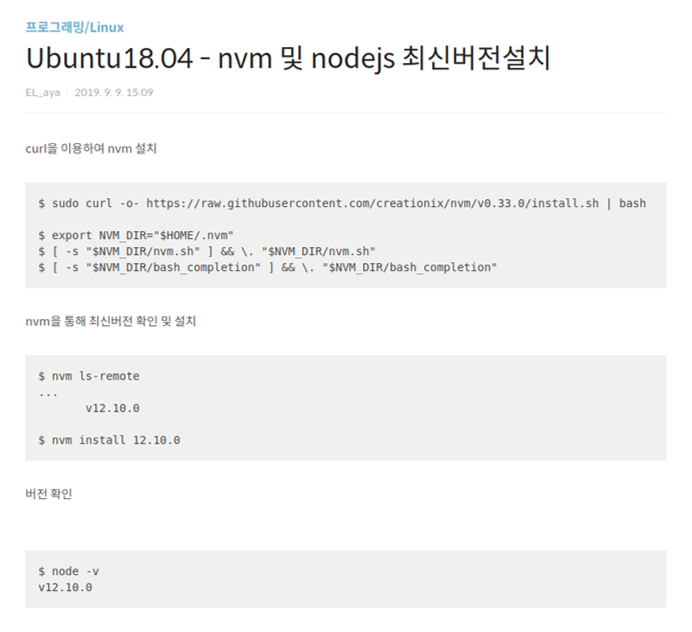 프로그래밍/Linux
Ubuntu18.04 - nvm 및 nodejs 최신버전설치
EL_aya 2019. 9. 9. 15:09
curl을 이용하여 nvm 설치
$ sudo curl -o- https://raw.githubusercontent.com/creationix/nvm/v0.33.0/install.sh | bash
$ export NVM_DIR="$HOME/.nvm"
$ [ -s "$NVM_DIR/nvm.sh" ] && \. "$NVM_DIR/nvm.sh"
$ [ -s "$NVM_DIR/bash_completion" ] && \. "$NVM_DIR/bash_completion"
nvm을 통해 최신버전 확인 및 설치
$ nvm ls-remote
...
v12.10.0
$ nvm install 12.10.0
버전 확인
$ node -v
v12.10.0